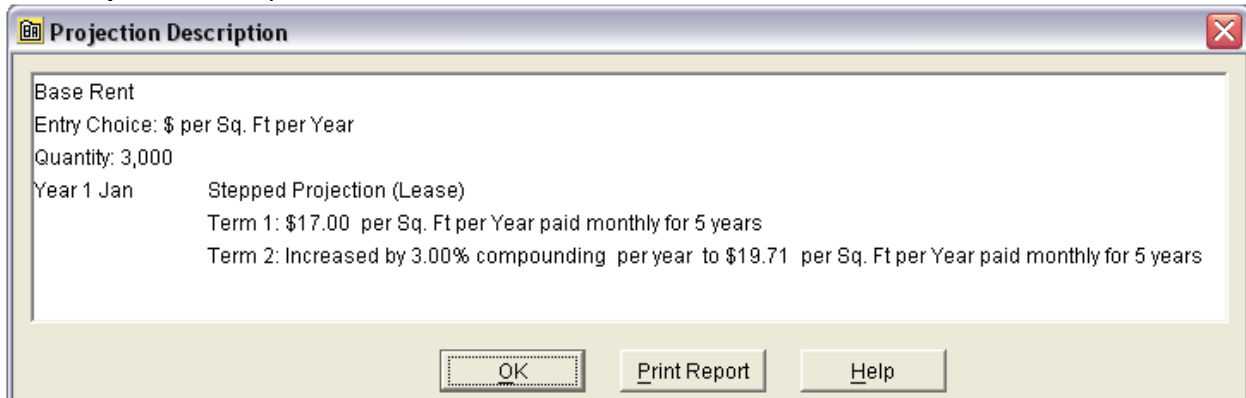 Projection Description
Base Rent
Entry Choice: $ per Sq. Ft per Year
Quantity: 3,000
Year 1 Jan Stepped Projection (Lease)
Term 1: $17.00 per Sq. Ft per Year paid monthly for 5 years
Term 2: Increased by 3.00% compounding per year to $19.71 per Sq. Ft per Year paid monthly for 5 years
OK Print Report Help